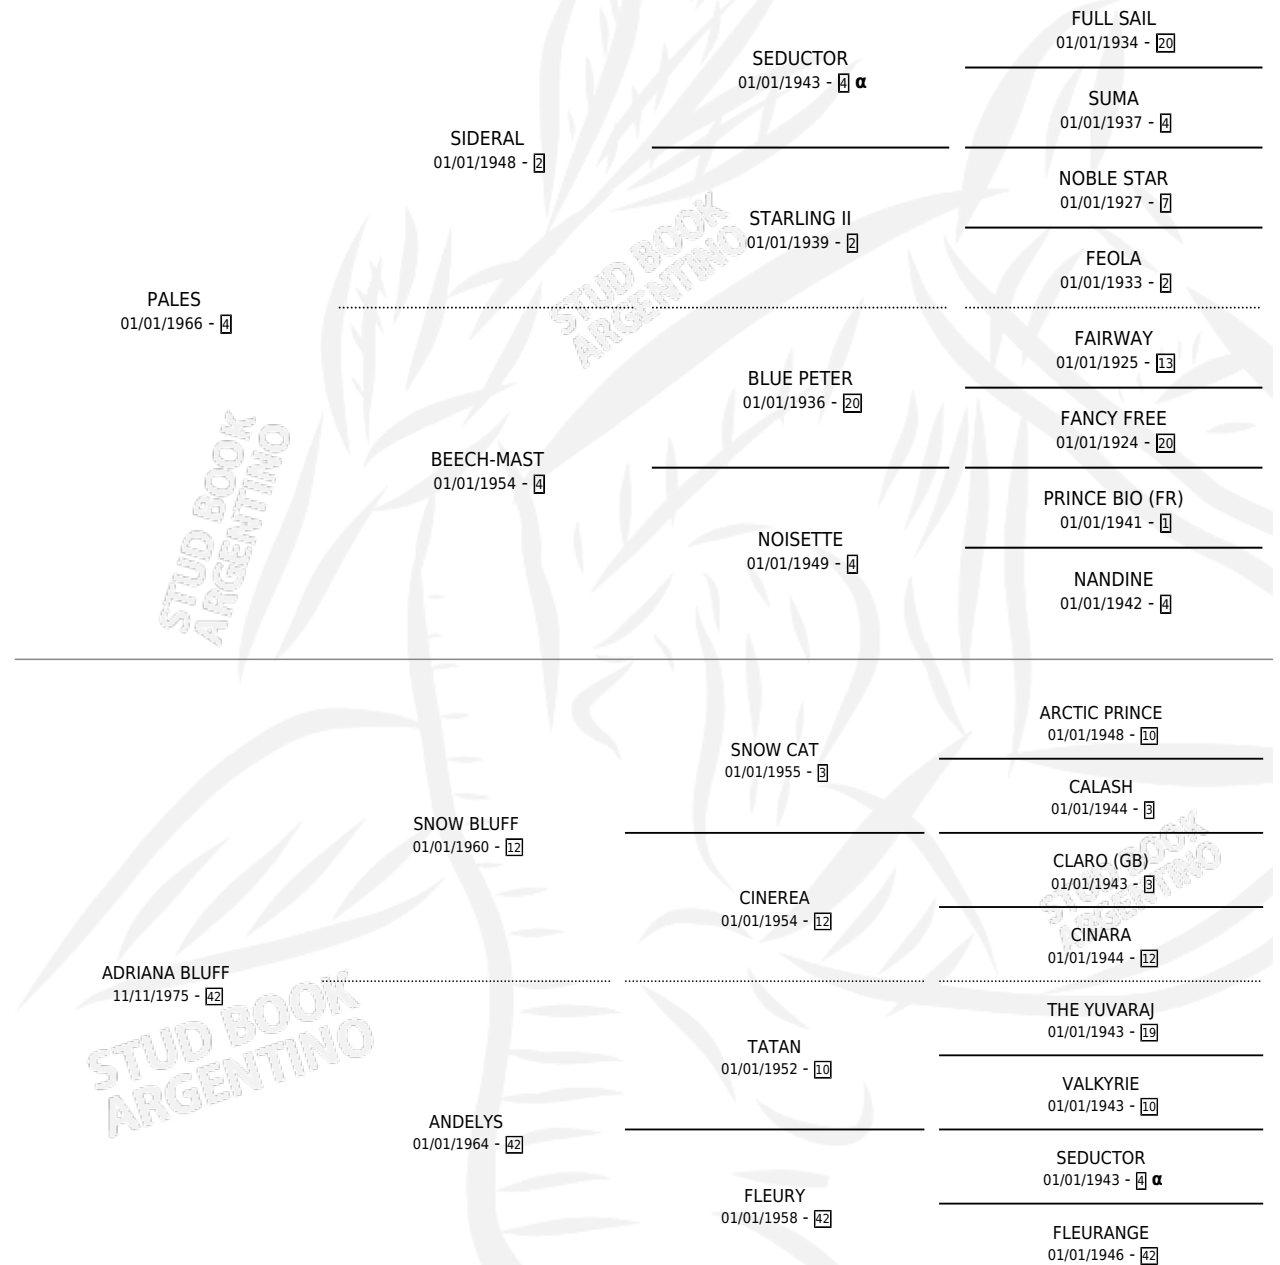 FULL SAIL
01/01/1934 - 20
SEDUCTOR
01/01/1943 - 4 α
SUMA
01/01/1937 - 4
SIDERAL
01/01/1948 - 2
NOBLE STAR
01/01/1927 - 7
STARLING II
01/01/1939 - 2
FEOLA
01/01/1933 - 2
PALES
01/01/1966 - 4
STUD BOOK
ARGENTINO
FAIRWAY
01/01/1925 - 13
BLUE PETER
01/01/1936 - 20
FANCY FREE
01/01/1924 - 20
BEECH-MAST
01/01/1954 - 4
PRINCE BIO (FR)
01/01/1941 - 1
NOISETTE
01/01/1949 - 4
NANDINE
01/01/1942 - 4
STUD BOOK
ARGENTINO
ARCTIC PRINCE
01/01/1948 - 10
SNOW CAT
01/01/1955 - 3
CALASH
01/01/1944 - 3
SNOW BLUFF
01/01/1960 - 12
CLARO (GB)
01/01/1943 - 3
CINEREA
01/01/1954 - 12
CINARA
01/01/1944 - 12
STUD BOOK
ARGENTINO
ADRIANA BLUFF
11/11/1975 - 42
STUD BOOK
ARGENTINO
THE YUVARAJ
01/01/1943 - 19
TATAN
01/01/1952 - 10
VALKYRIE
01/01/1943 - 10
ANDELYS
01/01/1964 - 42
SEDUCTOR
01/01/1943 - 4 α
FLEURY
01/01/1958 - 42
FLEURANGE
01/01/1946 - 42